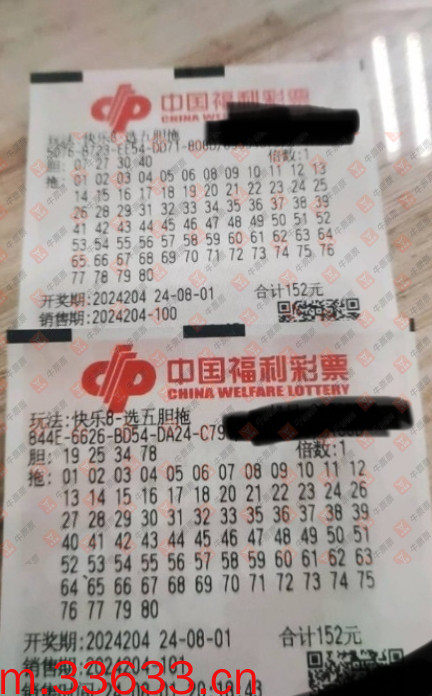 中国福利彩票
CHINA WE
玩法:快乐8-选五胆拖
倍数:1
胆: 07 27 30 40
拖: 01 02 03 04 05 06 08 09 10 11 12 13
14 15 16 17 18 19 20 21 22 23 24 25
26 28 29 31 32 33 34 35 36 37 38 39
41 42 43 44 45 46 47 48 49 50 51 52
53 54 55 56 57 58 59 60 61 62 63 64
65 66 67 68 69 70 71 72 73 74 75 76
77 78 79 80
开奖期:2024204 24-08-01 合计152元
销售期:2024204-100
中国福利彩票
CHINA WELFARE LOTTERY
玩法:快乐8-选五胆拖
844E-6626-BD54-DA24-C79
胆: 19 25 34 78 倍数:1
拖: 01 02 03 04 05 06 07 08 09 10 11 12
13 14 15 16 17 18 20 21 22 23 24 26
27 28 29 30 31 32 33 35 36 37 38 39
40 41 42 43 44 45 46 47 48 49 50 51
52 53 54 55 56 57 58 59 60 61 62 63
64 65 66 67 68 69 70 71 72 73 74 75
76 77 79 80
开奖期:2024204 24-08-01 合计152元
销售期:2024204-101
m.33633.cn